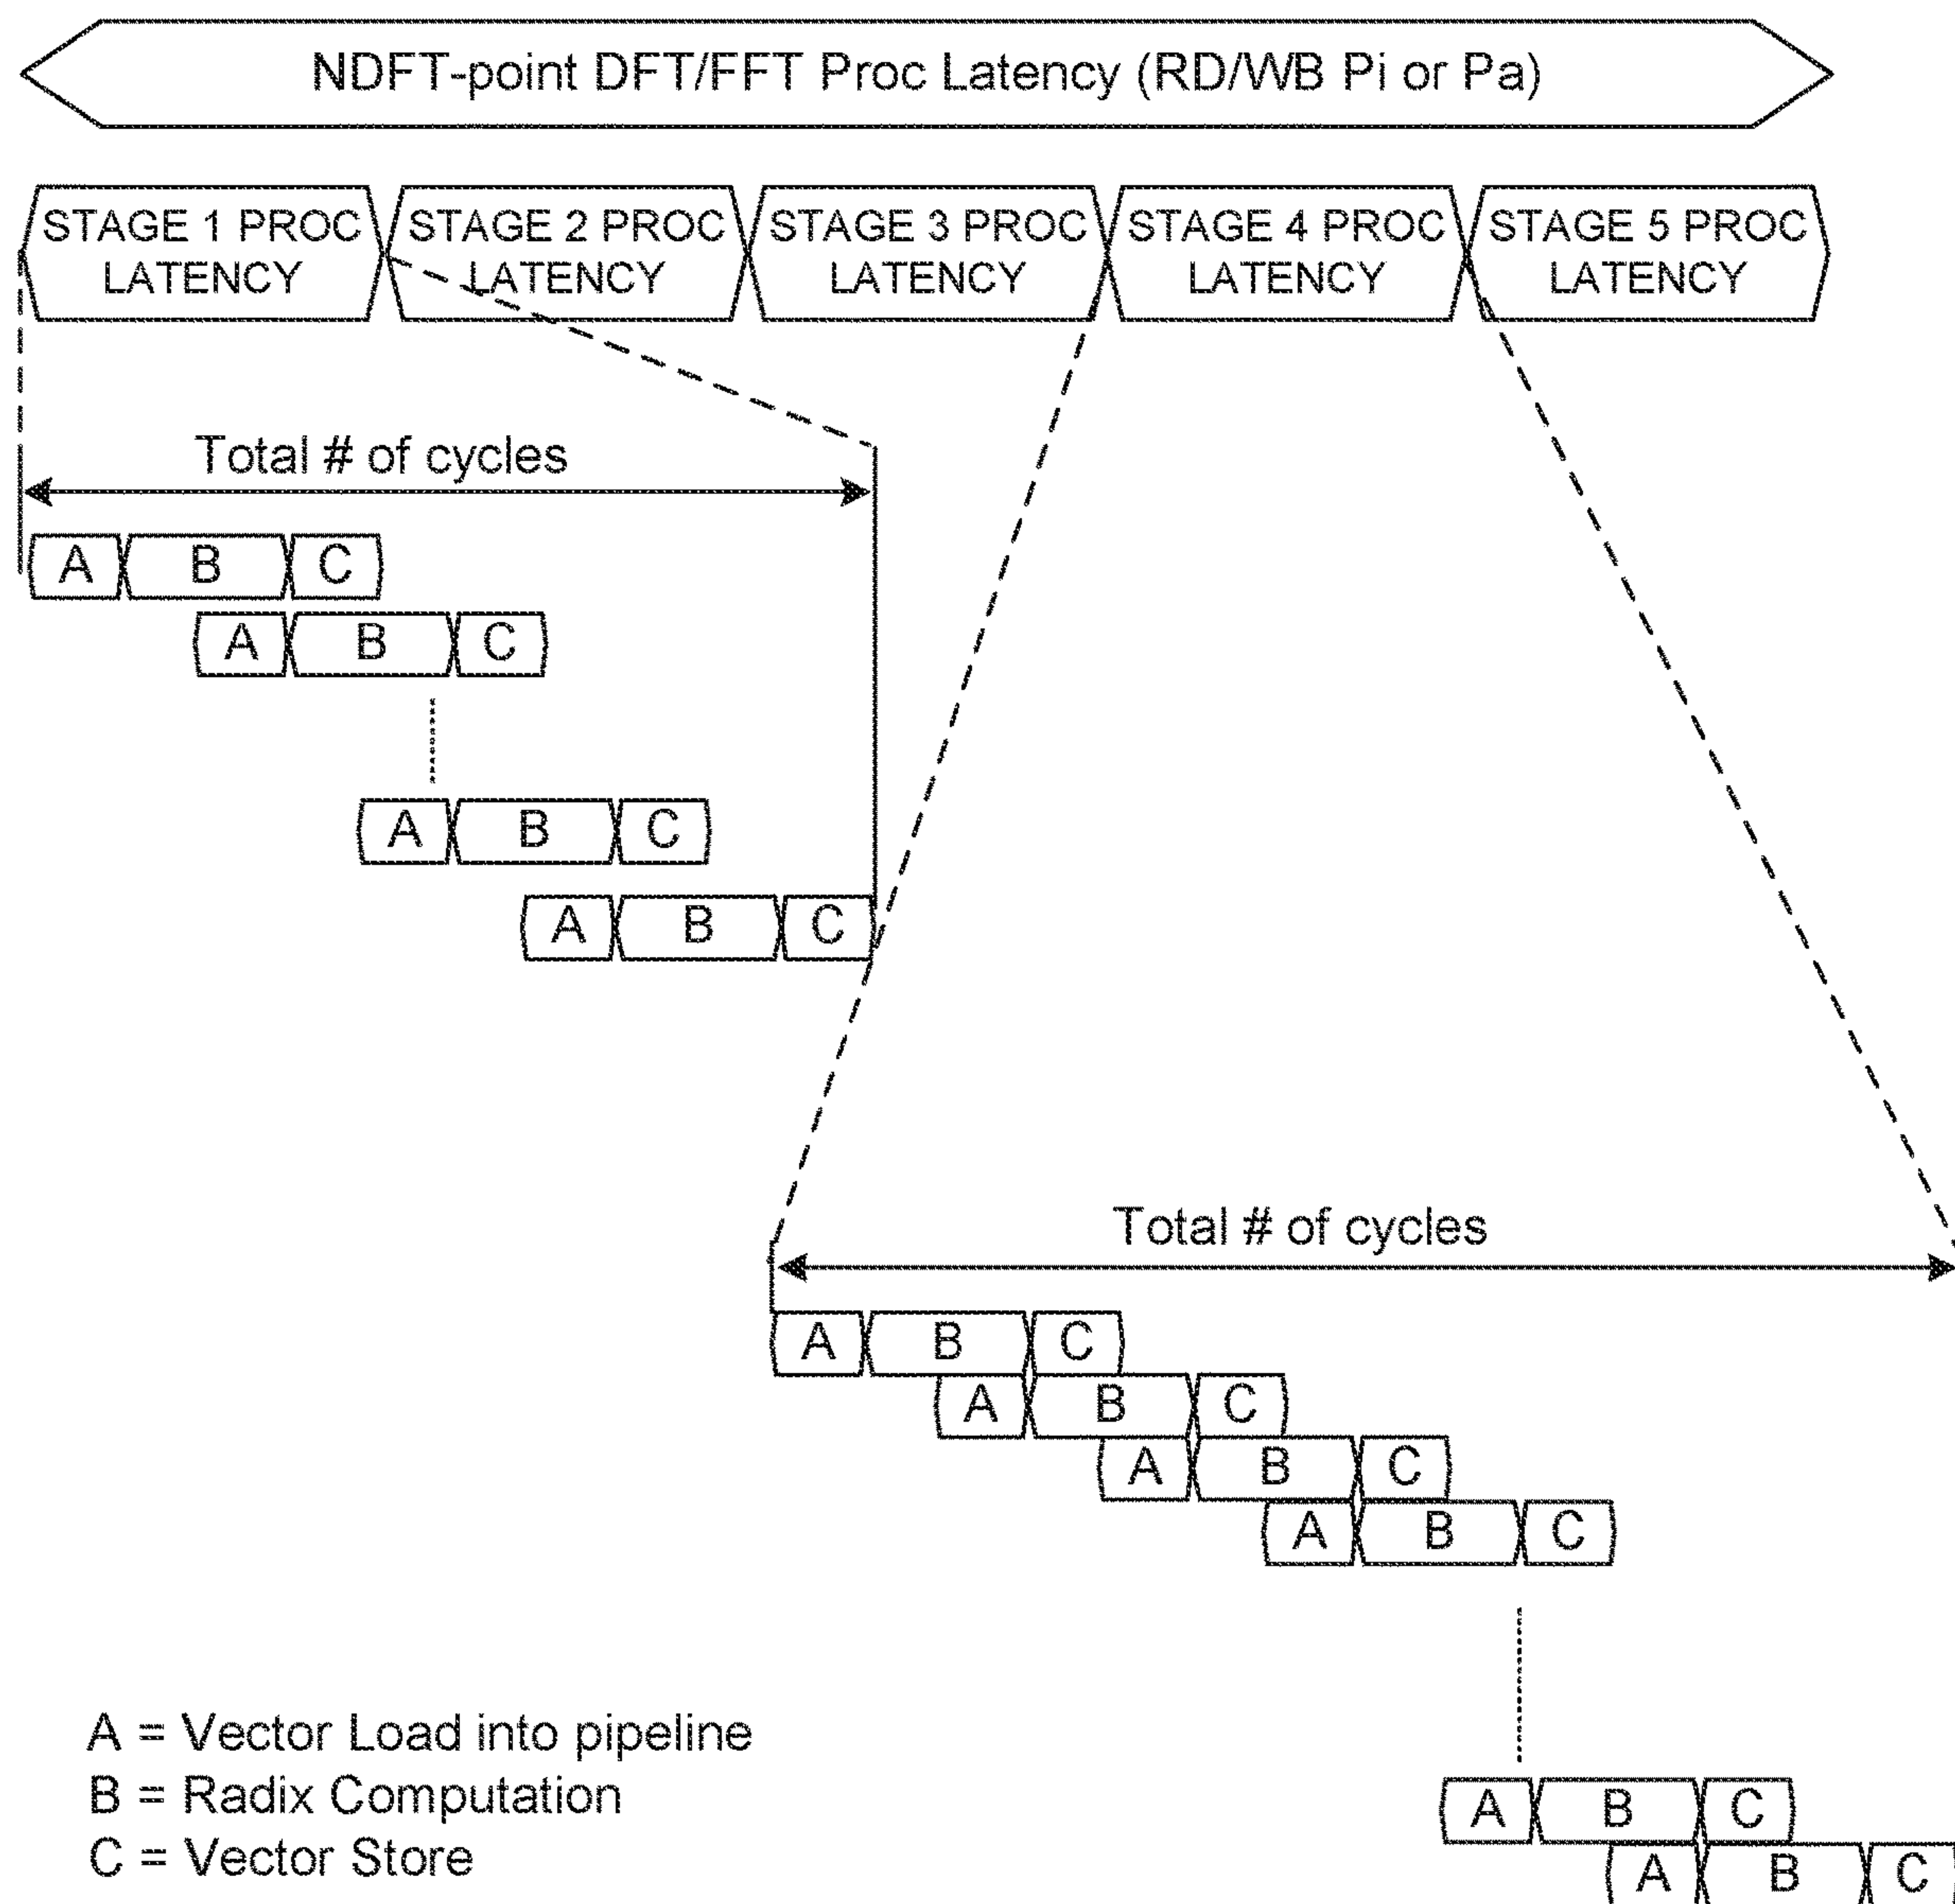 NDFT-point DFT/FFT Proc Latency (RD/WB Pi or Pa)
STAGE 1 PROC LATENCY
STAGE 2 PROC LATENCY
STAGE 3 PROC LATENCY
STAGE 4 PROC LATENCY
STAGE 5 PROC LATENCY
Total # of cycles
A B C
A B C
A B C
A B C
Total # of cycles
A B C
A B C
A B C
A B C
A B C
A B C
A = Vector Load into pipeline
B = Radix Computation
C = Vector Store